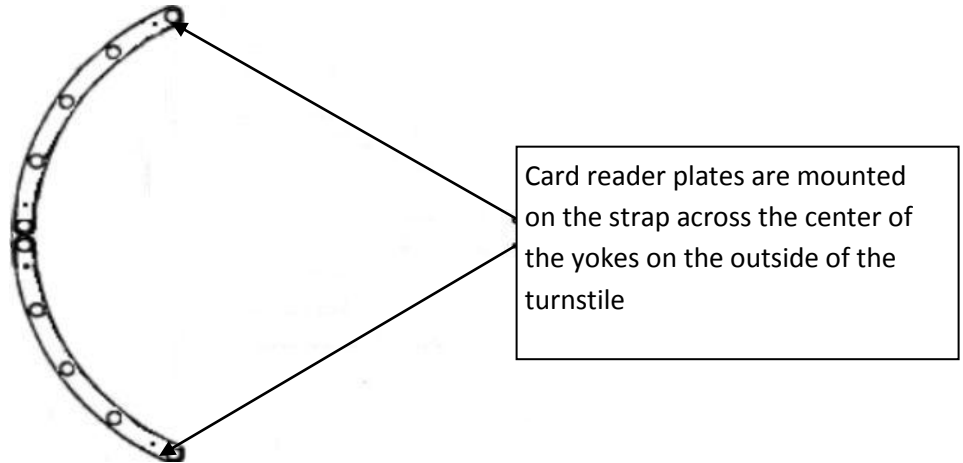 Card reader plates are mounted
on the strap across the center of
the yokes on the outside of the
turnstile